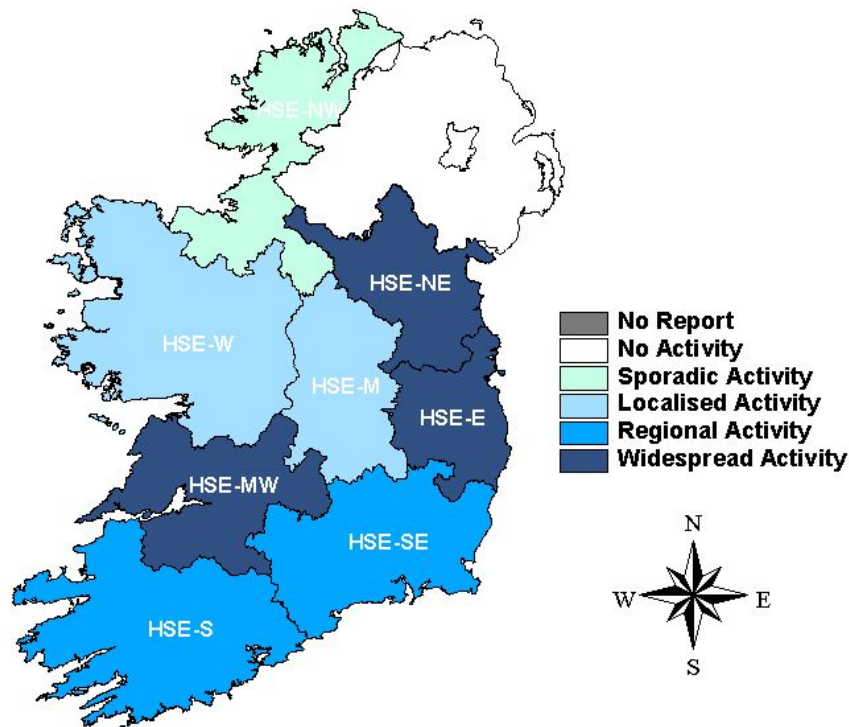 HSE-NW
HSE-NE
HSE-W
HSE-M
HSE-E
HSE-MW
HSE-SE
HSE-S
No Report
No Activity
Sporadic Activity
Localised Activity
Regional Activity
Widespread Activity
N
W E
S